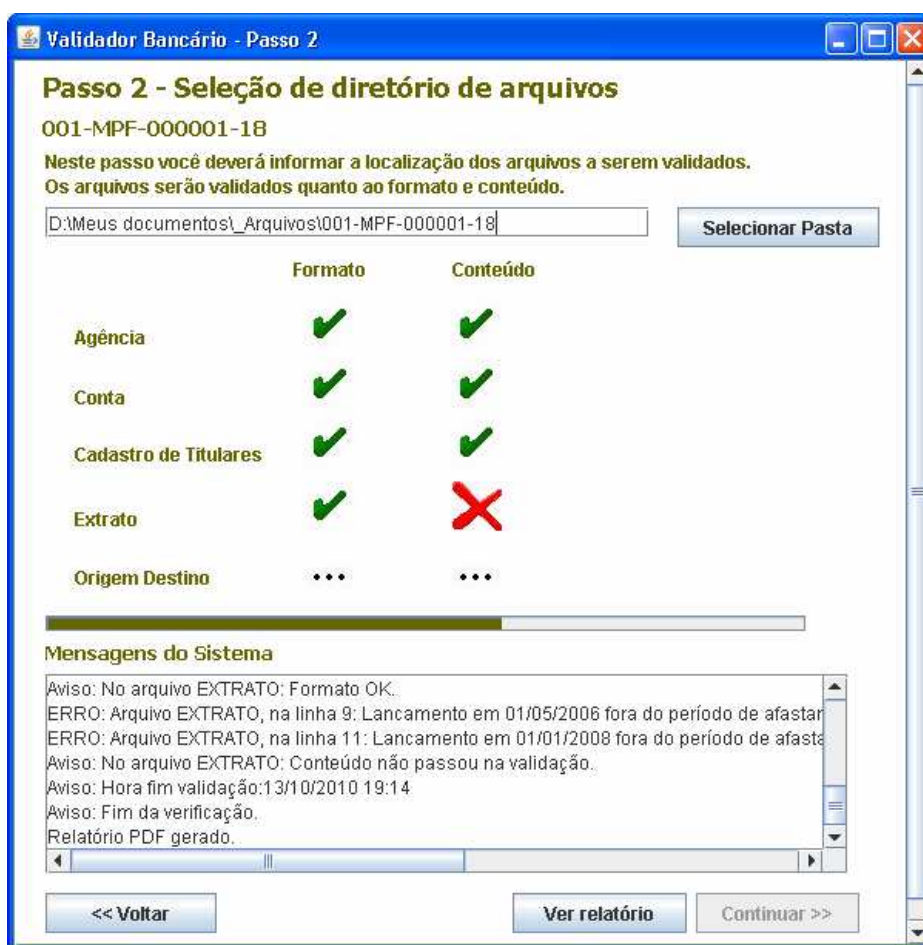 Validador Bancário - Passo 2
Passo 2 - Seleção de diretório de arquivos
001-MPF-000001-18
Neste passo você deverá informar a localização dos arquivos a serem validados.
Os arquivos serão validados quanto ao formato e conteúdo.
D:\Meus documentos\_Arquivos\001-MPF-000001-18
Selecionar Pasta
Formato Conteúdo
Agência
Conta
Cadastro de Titulares
Extrato
Origem Destino ... ...
Mensagens do Sistema
Aviso: No arquivo EXTRATO: Formato OK.
ERRO: Arquivo EXTRATO, na linha 9: Lancamento em 01/05/2006 fora do período de afastar
ERRO: Arquivo EXTRATO, na linha 11: Lancamento em 01/01/2008 fora do período de afasta
Aviso: No arquivo EXTRATO: Conteúdo não passou na validação.
Aviso: Hora fim validação:13/10/2010 19:14
Aviso: Fim da verificação.
Relatório PDF gerado.
<< Voltar Ver relatório Continuar >>